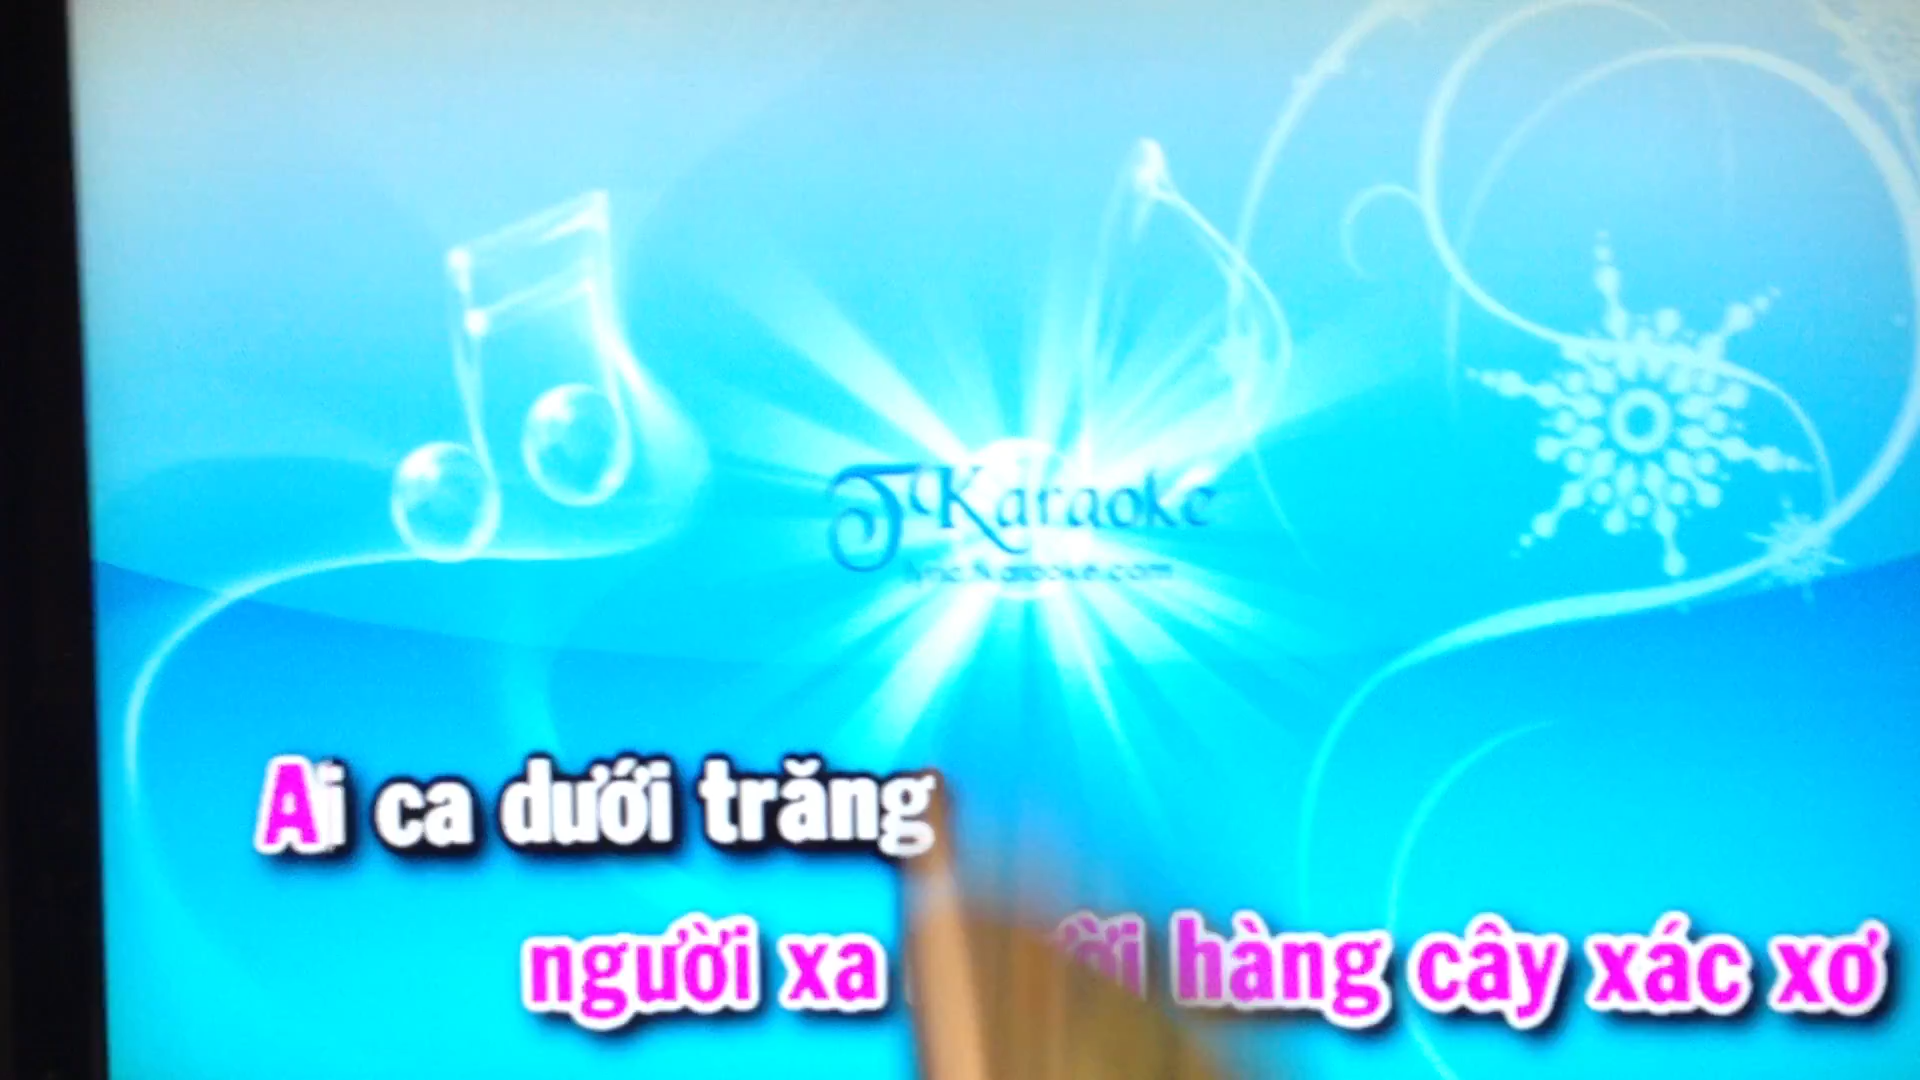 TKaraoke
Ai ca dưới trăng
người xa hàng cây xác xơ